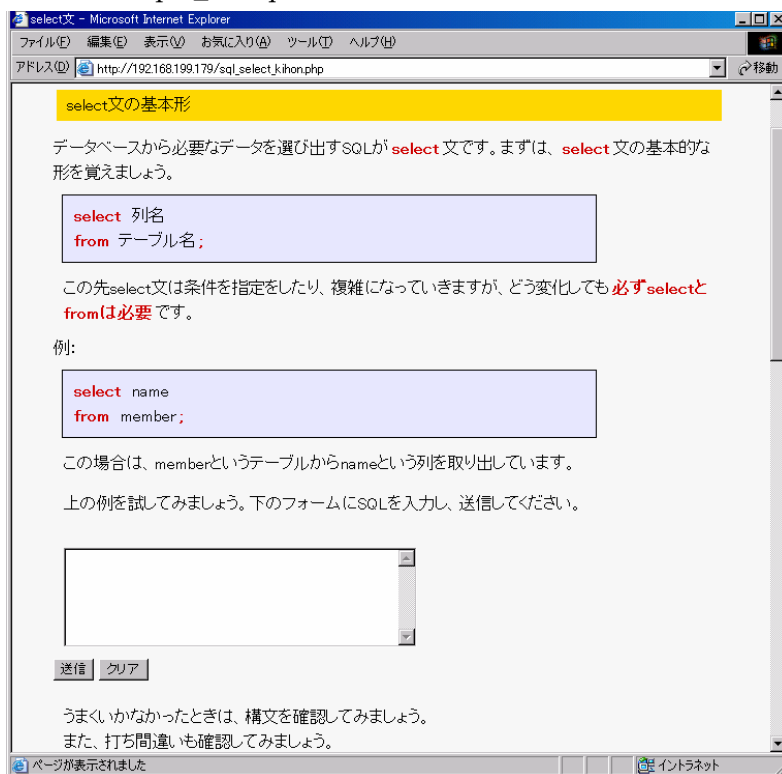 select文 - Microsoft Internet Explorer
ファイル(F) 編集(E) 表示(V) お気に入り(A) ツール(T) ヘルプ(H)
アドレス(D) http://192.168.199.179/sql_select_kihon.php 移動
select文の基本形
データベースから必要なデータを選び出すSQLがselect文です。まずは、select文の基本的な
形を覚えましょう。
select 列名
from テーブル名;
この先select文は条件を指定をしたり、複雑になっていきますが、どう変化しても必ずselectと
fromは必要です。
例:
select name
from member;
この場合は、memberというテーブルからnameという列を取り出しています。
上の例を試してみましょう。下のフォームにSQLを入力し、送信してください。
送信 クリア
うまくいかなかったときは、構文を確認してみましょう。
また、打ち間違いも確認してみましょう。
ページが表示されました イントラネット